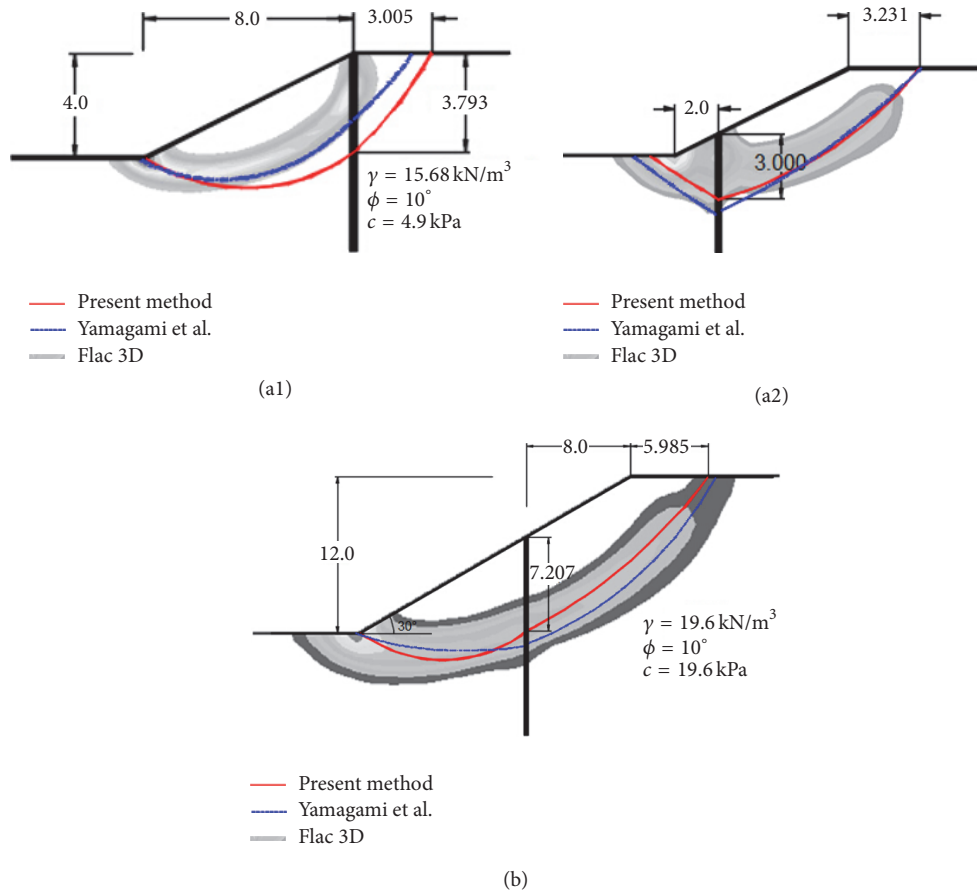 8.0
3.005
4.0
3.793
γ = 15.68 kN/m³
ϕ = 10°
c = 4.9 kPa
Present method
Yamagami et al.
Flac 3D
(a1)
3.231
2.0
3.000
Present method
Yamagami et al.
Flac 3D
(a2)
8.0
5.985
12.0
7.207
30°
γ = 19.6 kN/m³
ϕ = 10°
c = 19.6 kPa
Present method
Yamagami et al.
Flac 3D
(b)